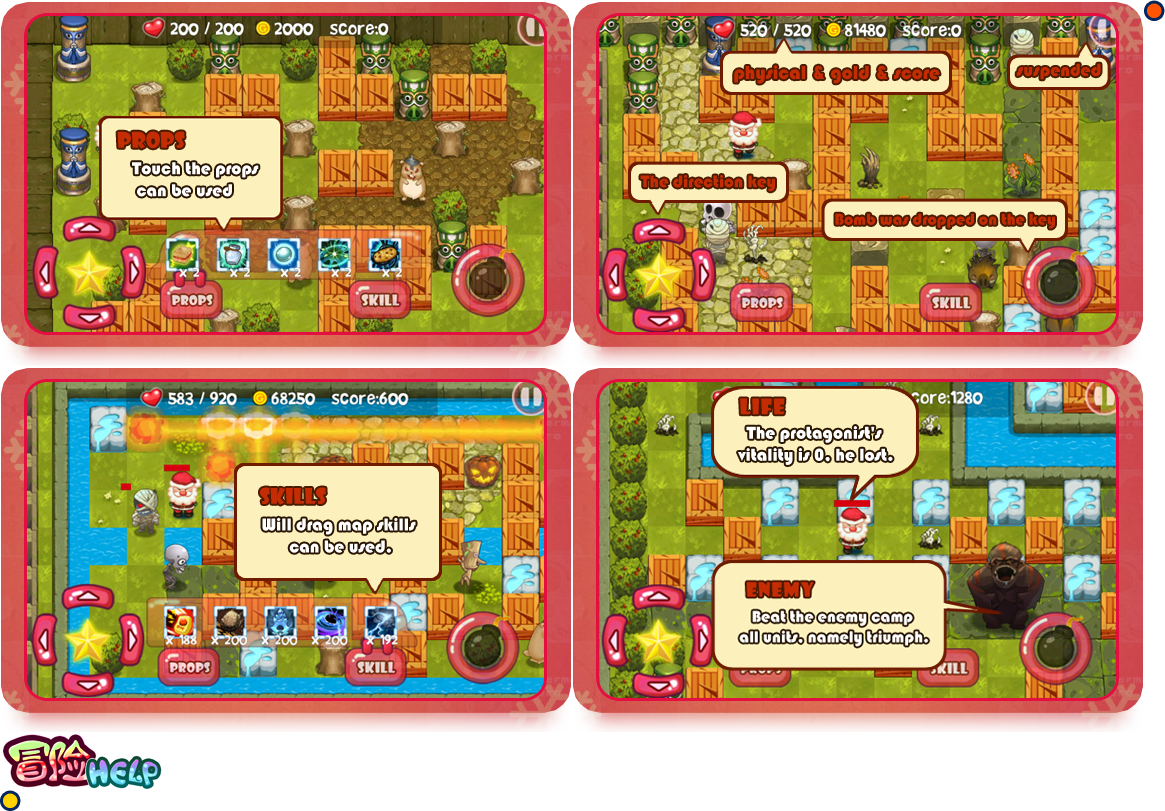 200 / 200 2000 score:0
PROPS
Touch the props
can be used
x 2 x 2 x 2 x 2 x 2
PROPS SKILL
520 / 520 81480 score:0
physical & gold & score
suspended
The direction key
Bomb was dropped on the key
PROPS SKILL
583 / 920 68250 score:600
SKILLS
Will drag map skills
can be used.
x 188 x 200 x 200 x 200 x 192
PROPS SKILL
core:1280
LIFE
The protagonist's
vitality is 0. he lost.
ENEMY
Beat the enemy camp
all units, namely triumph.
PROPS SKILL
冒险HELP